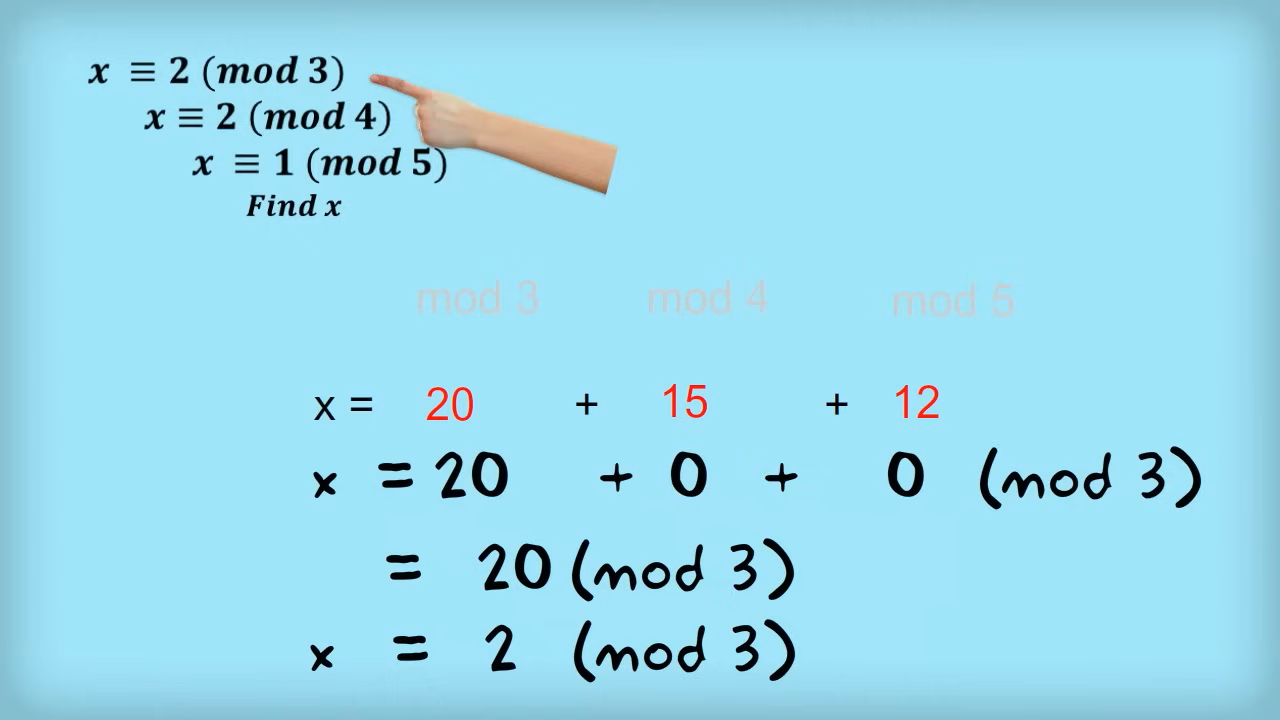 x ≡ 2 (mod 3)
x ≡ 2 (mod 4)
x ≡ 1 (mod 5)
Find x
mod 3 mod 4 mod 5
x = 20 + 15 + 12
x = 20 + 0 + 0 (mod 3)
= 20 (mod 3)
x = 2 (mod 3)